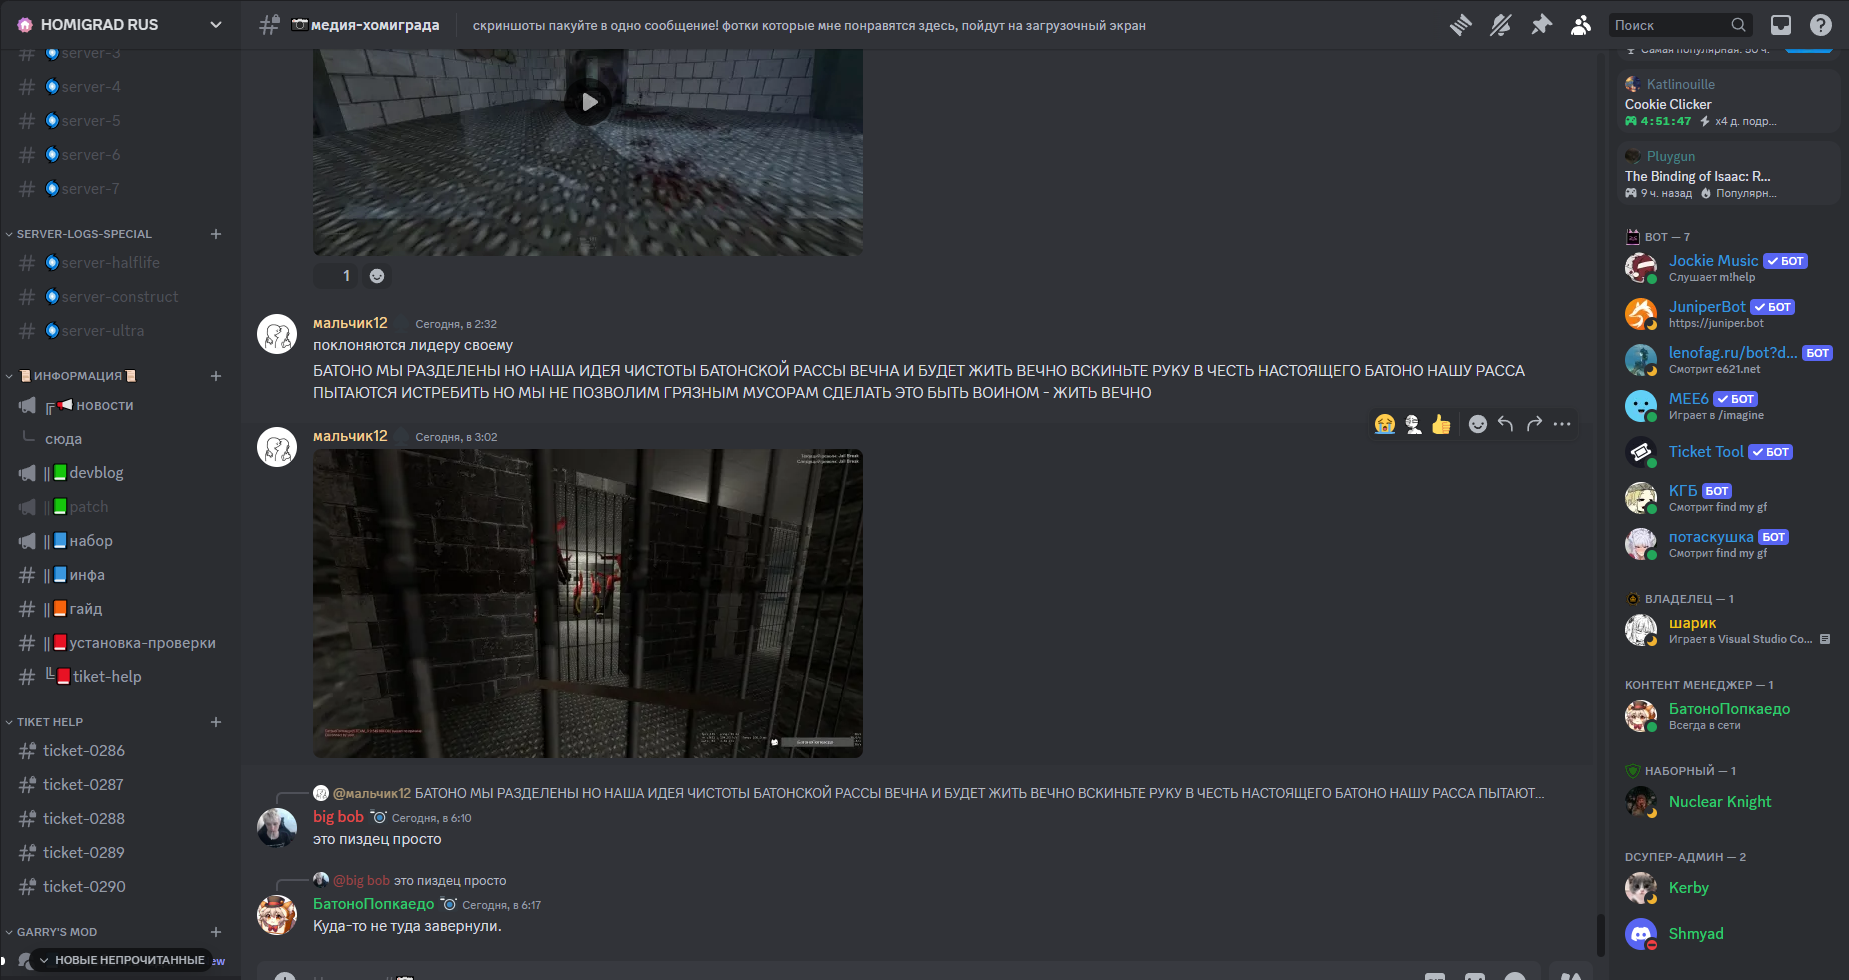 HOMIGRAD RUS
server-3
server-4
server-5
server-6
server-7
SERVER-LOGS-SPECIAL
server-halflife
server-construct
server-ultra
ИНФОРМАЦИЯ
новости
сюда
devblog
patch
набор
инфа
гайд
установка-проверки
tiket-help
TIKET HELP
ticket-0286
ticket-0287
ticket-0288
ticket-0289
ticket-0290
GARRY'S MOD
НОВЫЕ НЕПРОЧИТАННЫЕ
ew
медия-хомиграда
скриншоты пакуйте в одно сообщение! фотки которые мне понравятся здесь, пойдут на загрузочный экран
Поиск
1
мальчик12 Сегодня, в 2:32
поклоняются лидеру своему
БАТОНО МЫ РАЗДЕЛЕНЫ НО НАША ИДЕЯ ЧИСТОТЫ БАТОНСКОЙ РАССЫ ВЕЧНА И БУДЕТ ЖИТЬ ВЕЧНО ВСКИНЬТЕ РУКУ В ЧЕСТЬ НАСТОЯЩЕГО БАТОНО НАШУ РАССА
ПЫТАЮТСЯ ИСТРЕБИТЬ НО МЫ НЕ ПОЗВОЛИМ ГРЯЗНЫМ МУСОРАМ СДЕЛАТЬ ЭТО БЫТЬ ВОИНОМ - ЖИТЬ ВЕЧНО
мальчик12 Сегодня, в 3:02
@мальчик12 БАТОНО МЫ РАЗДЕЛЕНЫ НО НАША ИДЕЯ ЧИСТОТЫ БАТОНСКОЙ РАССЫ ВЕЧНА И БУДЕТ ЖИТЬ ВЕЧНО ВСКИНЬТЕ РУКУ В ЧЕСТЬ НАСТОЯЩЕГО БАТОНО НАШУ РАССА ПЫТАЮТ...
big bob Сегодня, в 6:10
это пиздец просто
@big bob это пиздец просто
БатоноПопкаедо Сегодня, в 6:17
Куда-то не туда завернули.
Самая популярная: 50 ч.
Katlinouille
Cookie Clicker
4:51:47 x4 д. подр...
Pluygun
The Binding of Isaac: R...
9 ч. назад Популярн...
BOT — 7
Jockie Music БОТ
Слушает m!help
JuniperBot БОТ
https://juniper.bot
lenofag.ru/bot?d... БОТ
Смотрит e621.net
MEE6 БОТ
Играет в /imagine
Ticket Tool БОТ
КГБ БОТ
Смотрит find my gf
потаскушка БОТ
Смотрит find my gf
ВЛАДЕЛЕЦ — 1
шарик
Играет в Visual Studio Co...
КОНТЕНТ МЕНЕДЖЕР — 1
БатоноПопкаедо
Всегда в сети
НАБОРНЫЙ — 1
Nuclear Knight
DСУПЕР-АДМИН — 2
Kerby
Shmyad